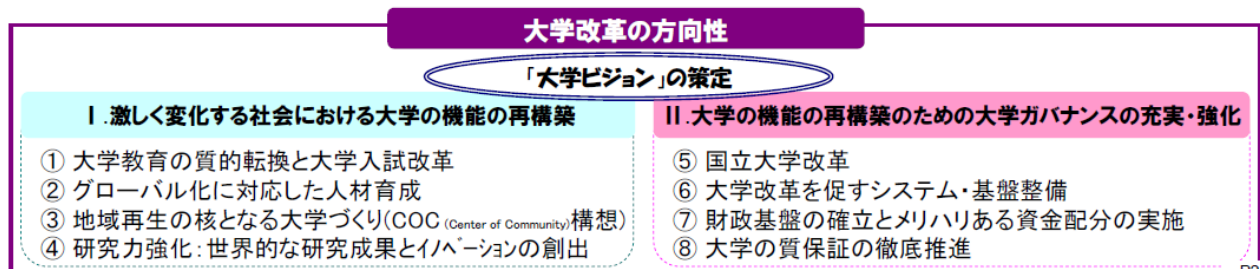 大学改革の方向性
「大学ビジョン」の策定
Ⅰ.激しく変化する社会における大学の機能の再構築
① 大学教育の質的転換と大学入試改革
② グローバル化に対応した人材育成
③ 地域再生の核となる大学づくり(COC (Center of Community)構想)
④ 研究力強化:世界的な研究成果とイノベーションの創出
Ⅱ.大学の機能の再構築のための大学ガバナンスの充実・強化
⑤ 国立大学改革
⑥ 大学改革を促すシステム・基盤整備
⑦ 財政基盤の確立とメリハリある資金配分の実施
⑧ 大学の質保証の徹底推進